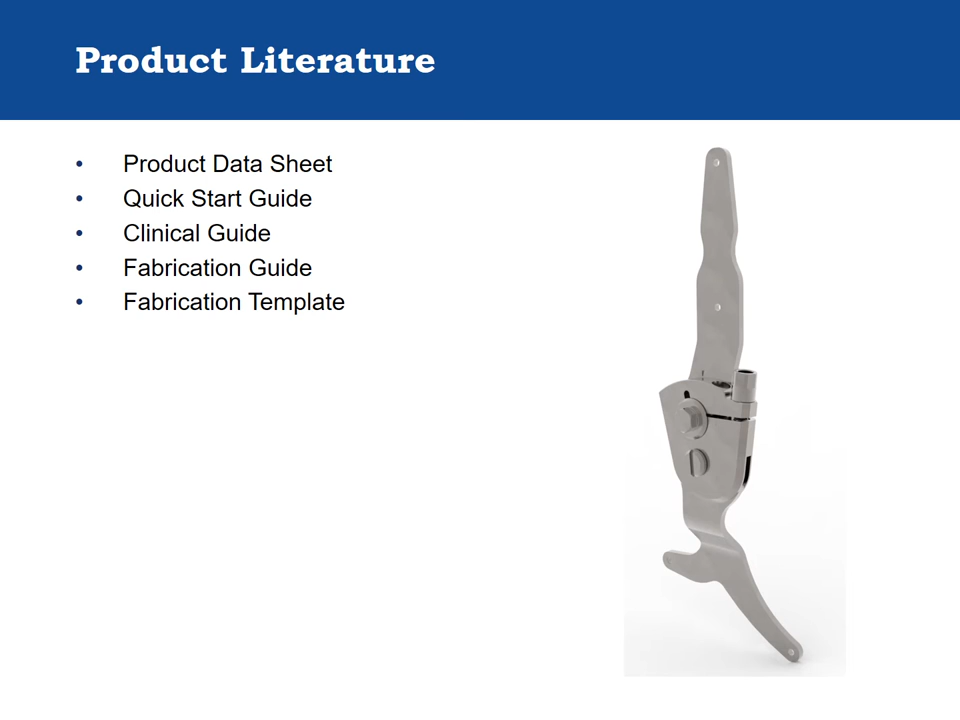 Product Literature
• Product Data Sheet
• Quick Start Guide
• Clinical Guide
• Fabrication Guide
• Fabrication Template